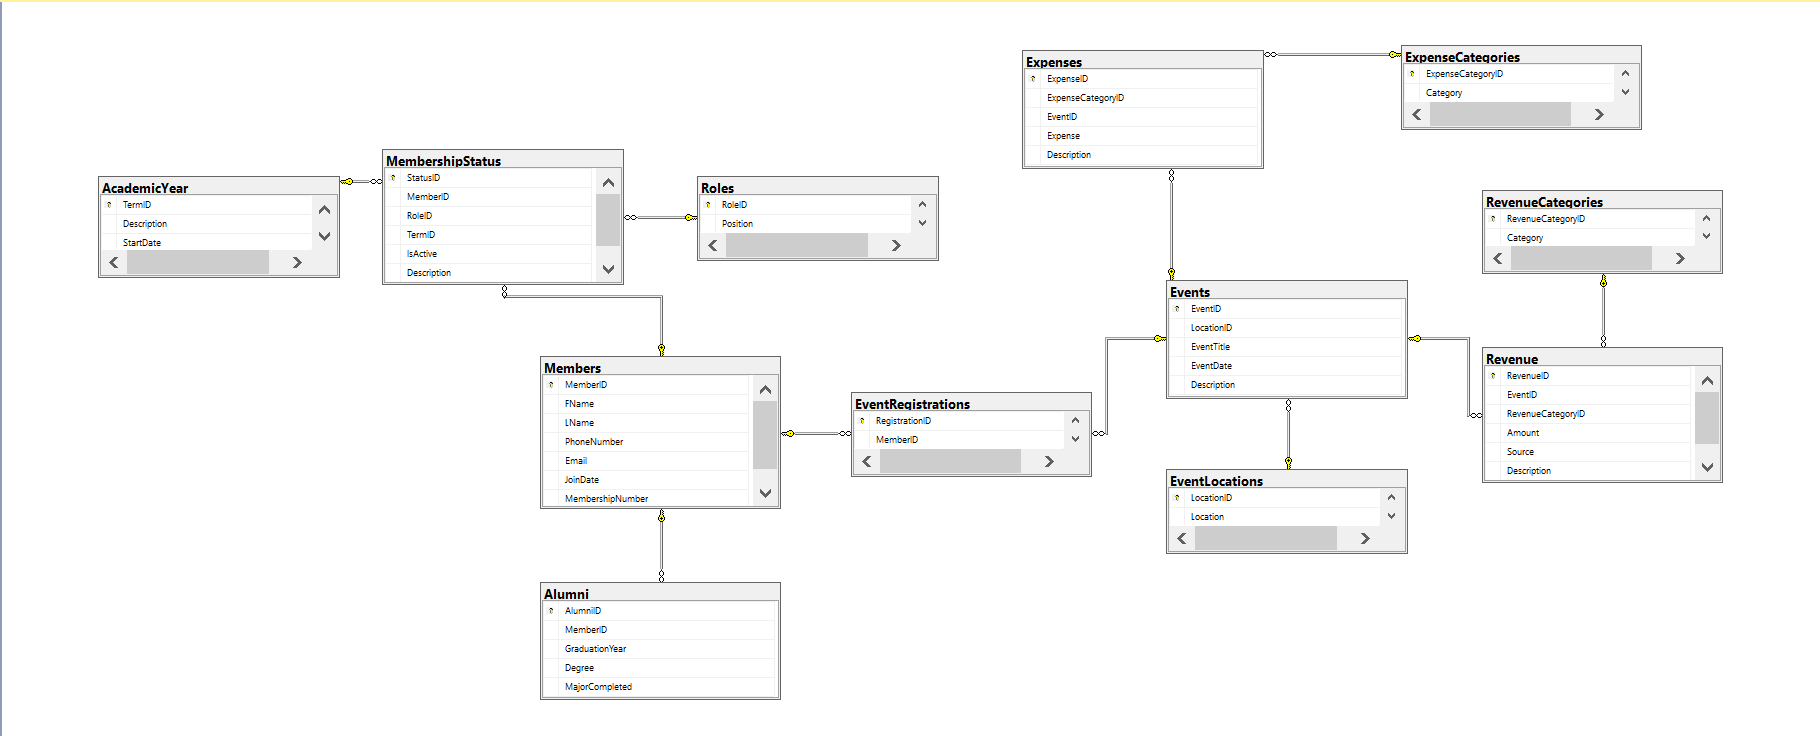 Expenses
ExpenseID
ExpenseCategoryID
EventID
Expense
Description
ExpenseCategories
ExpenseCategoryID
Category
MembershipStatus
StatusID
MemberID
RoleID
TermID
IsActive
Description
AcademicYear
TermID
Description
StartDate
Roles
RoleID
Position
RevenueCategories
RevenueCategoryID
Category
Events
EventID
LocationID
EventTitle
EventDate
Description
Revenue
RevenueID
EventID
RevenueCategoryID
Amount
Source
Description
Members
MemberID
FName
LName
PhoneNumber
Email
JoinDate
MembershipNumber
EventRegistrations
RegistrationID
MemberID
EventLocations
LocationID
Location
Alumni
AlumniID
MemberID
GraduationYear
Degree
MajorCompleted